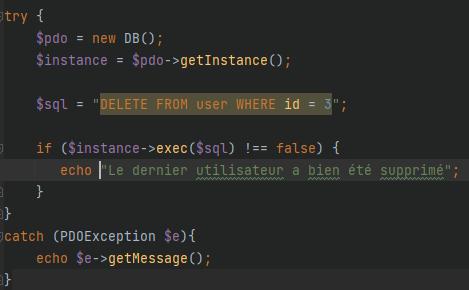 try {
$pdo = new DB();
$instance = $pdo->getInstance();
$sql = "DELETE FROM user WHERE id = 3";
if ($instance->exec($sql) !== false) {
echo "Le dernier utilisateur a bien été supprimé";
}
}
catch (PDOException $e){
echo $e->getMessage();
}